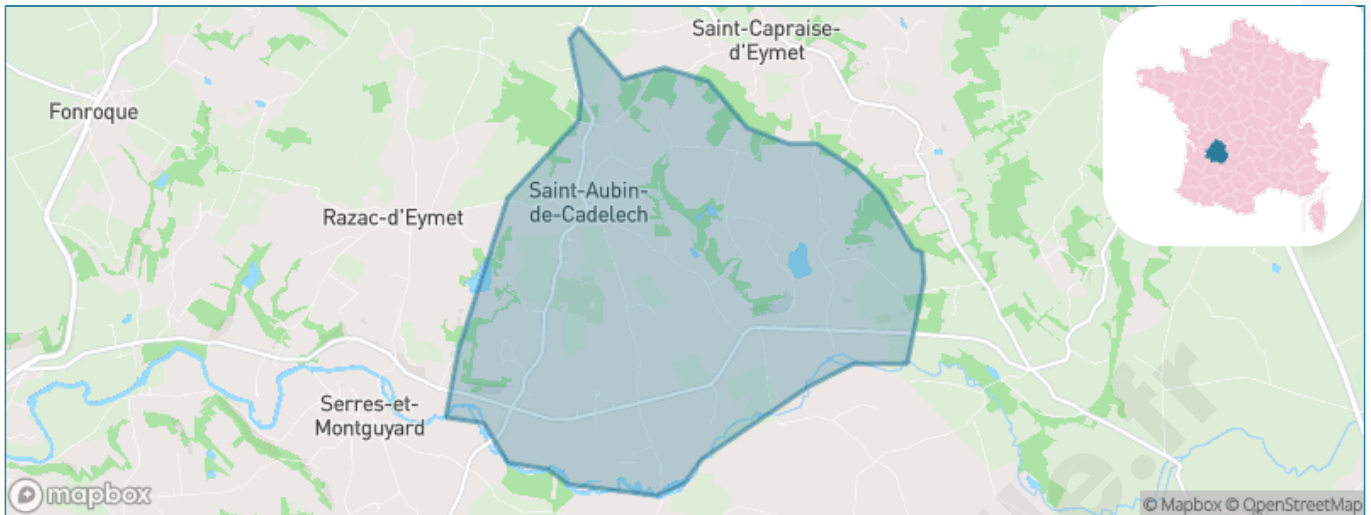 Saint-Capraise-
d'Eymet
Fonroque
Saint-Aubin-
de-Cadelech
Razac-d'Eymet
Serres-et-
Montguyard
mapbox
© Mapbox © OpenStreetMap